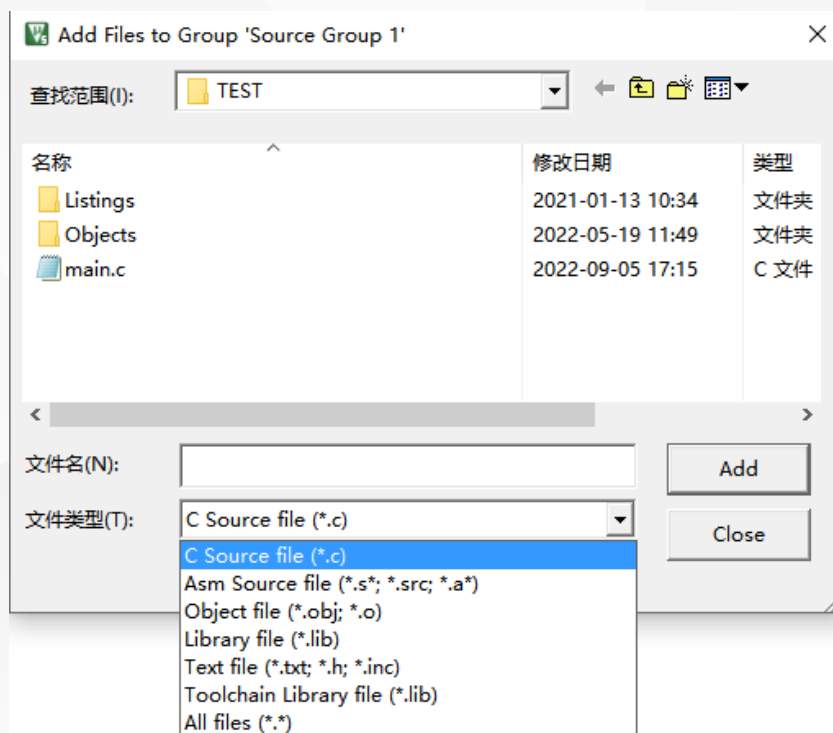 Add Files to Group 'Source Group 1'
查找范围(I): TEST
名称 修改日期 类型
Listings 2021-01-13 10:34 文件夹
Objects 2022-05-19 11:49 文件夹
main.c 2022-09-05 17:15 C 文件
文件名(N): Add
文件类型(T): C Source file (*.c) Close
C Source file (*.c)
Asm Source file (*.s*; *.src; *.a*)
Object file (*.obj; *.o)
Library file (*.lib)
Text file (*.txt; *.h; *.inc)
Toolchain Library file (*.lib)
All files (*.*)